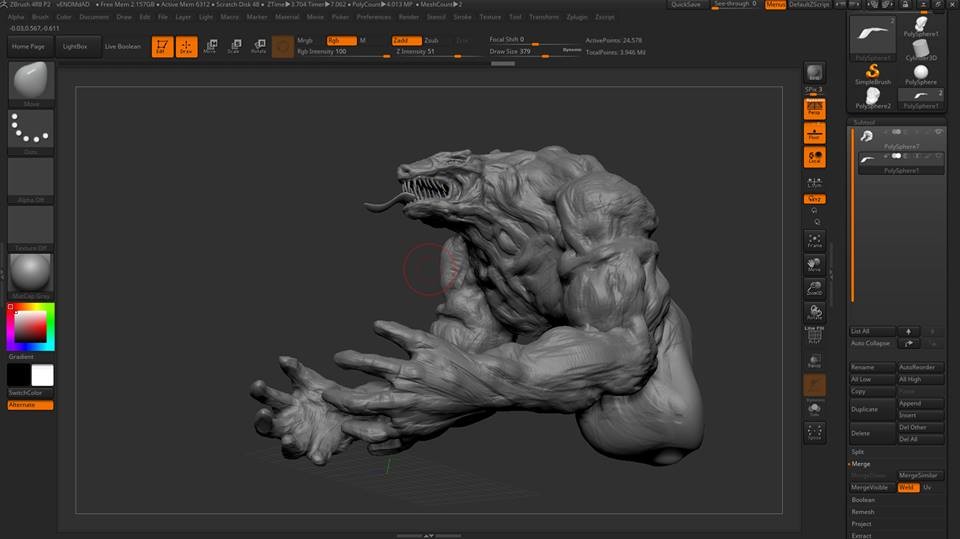 ZBrush 4R8 P2 vENOMdAD • Free Mem 2.157GB • Active Mem 6312 • Scratch Disk 48 • ZTime▶3.704 Timer▶7.062 • PolyCount▶4.013 MP • MeshCount▶2 QuickSave See-through 0 Menus DefaultZScript
Alpha Brush Color Document Draw Edit File Layer Light Macro Marker Material Movie Picker Preferences Render Stencil Stroke Texture Tool Transform Zplugin Zscript
-0.03,0.567,-0.611
Home Page LightBox Live Boolean Edit Draw Move Scale Rotate
Mrgb Rgb M Zadd Zsub Focal Shift 0 ActivePoints: 24,578
Rgb Intensity 100 Z Intensity 51 Draw Size 379 Dynamic TotalPoints: 3.946 Mil
Move
Dots
Alpha Off
Texture Off
MatCap Gray
Gradient
SwitchColor
Alternate
SPix 3
Persp
Floor
Local
L.Sym
XYZ
Frame
Move
Zoom3D
Rotate
Line Fill
PolyF
Transp
Dynamic
Solo
Xpose
2
PolySphere1 PolySphere1
Cylinder3D
SimpleBrush PolySphere
2
PolySphere2 PolySphere1
Subtool
PolySphere7
PolySphere1
List All
Auto Collapse
Rename AutoReorder
All Low All High
Copy Paste
Duplicate Append
Insert
Delete Del Other
Del All
Split
Merge
MergeDown MergeSimilar
MergeVisible Weld Uv
Boolean
Remesh
Project
Extract